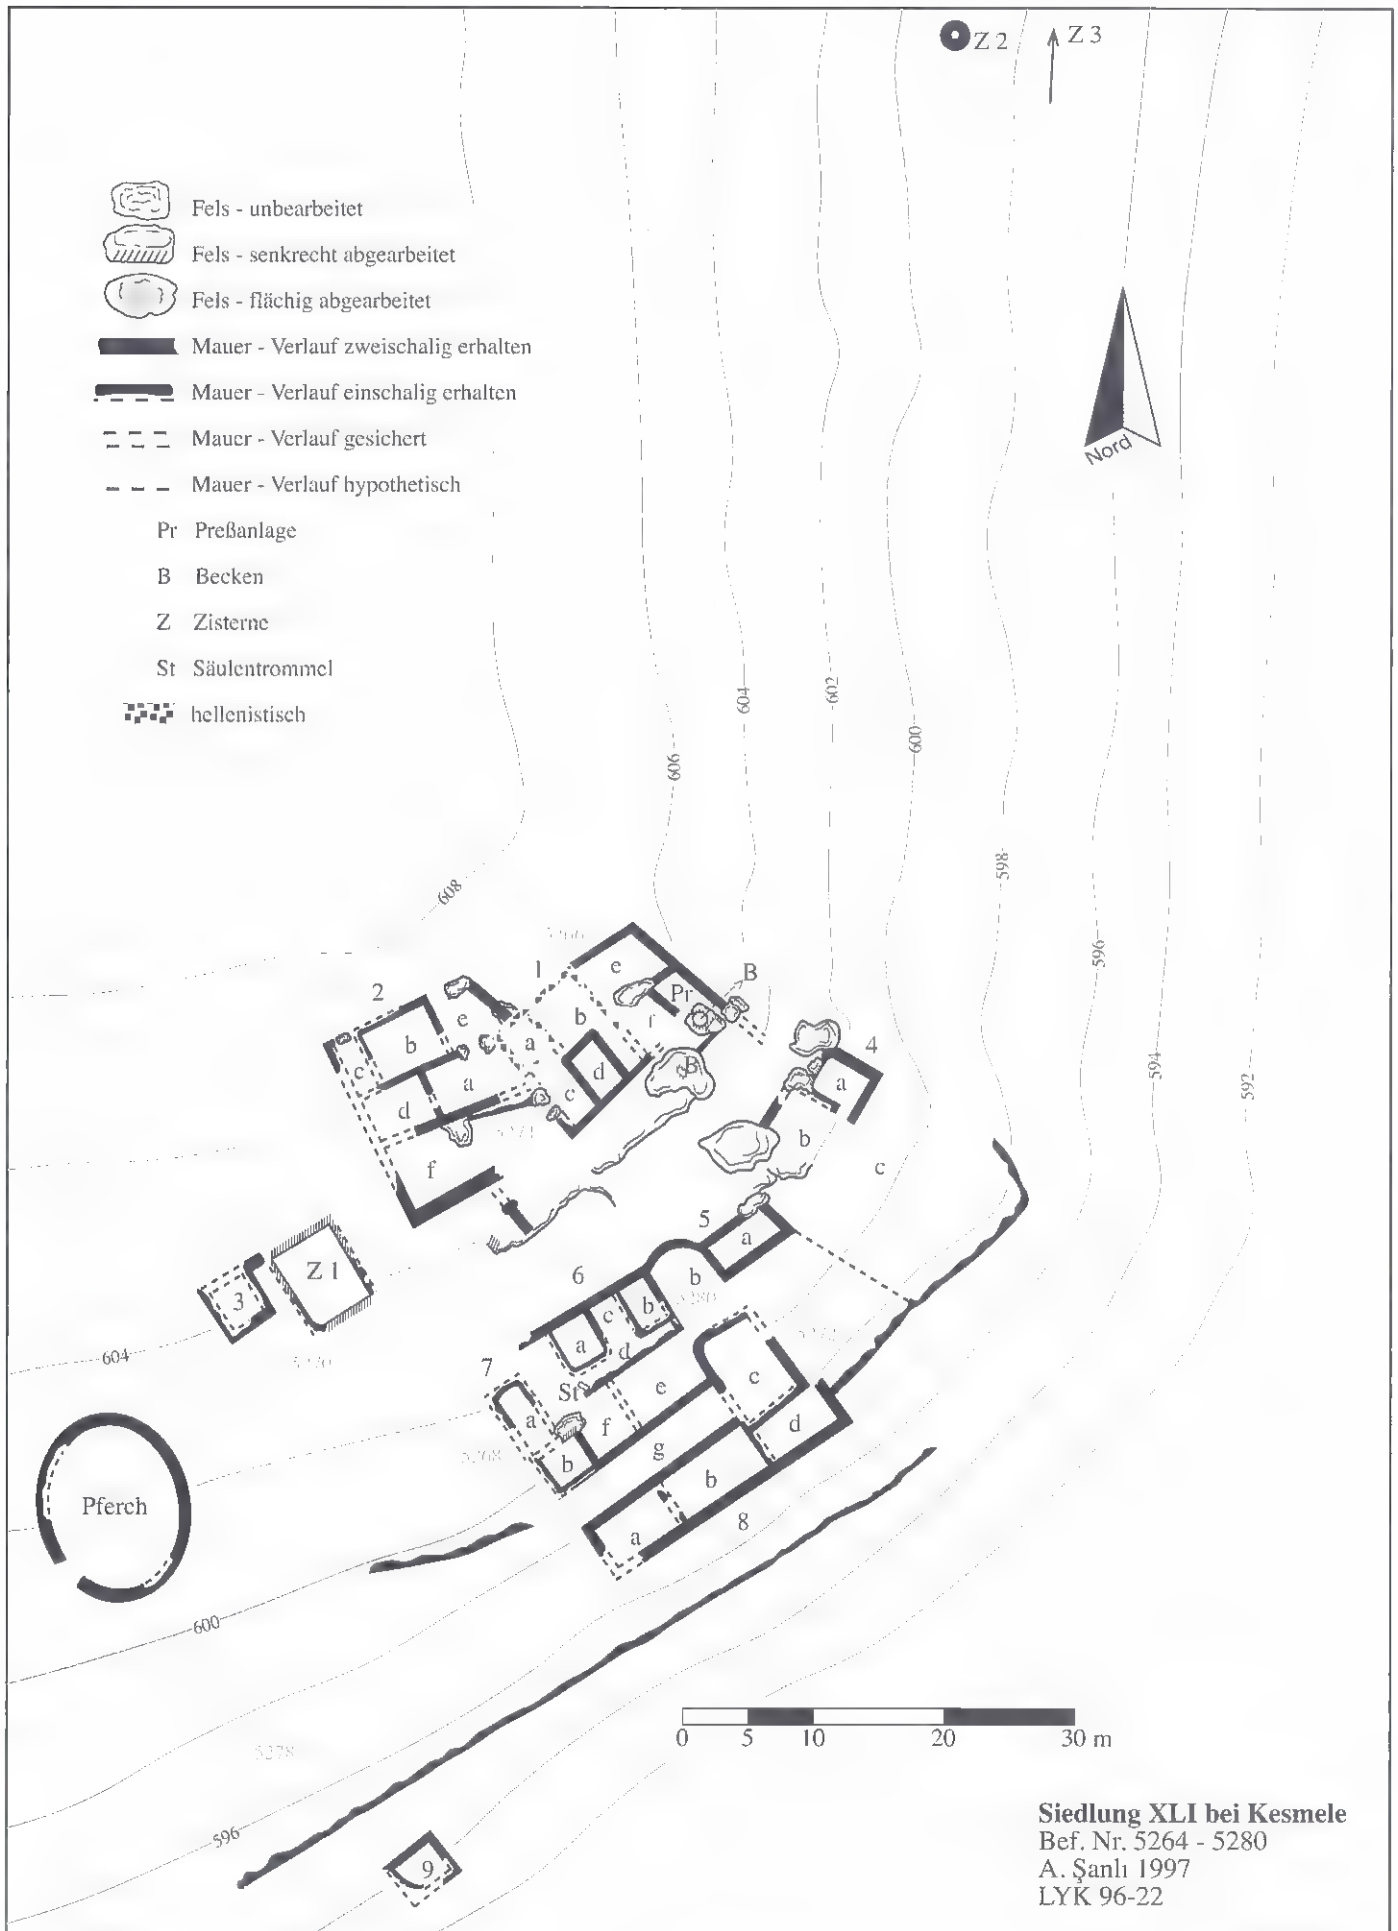 Z 2
Z 3
Fels - unbearbeitet
Fels - senkrecht abgearbeitet
Fels - flächig abgearbeitet
Mauer - Verlauf zweischalig erhalten
Mauer - Verlauf einschalig erhalten
Mauer - Verlauf gesichert
Mauer - Verlauf hypothetisch
Pr Preßanlage
B Becken
Z Zisterne
St Säulentrommel
hellenistisch
Nord
604
602
600
606
598
608
596
594
592
1
e
B
2
Pr
e
b
f
b
a
4
c
a
d
B
a
c
d
b
f
c
5
a
Z 1
6
b
3
c
b
5280
a
d
604
7
St
e
c
a
f
d
5268
b
g
b
Pferch
8
a
600
0 5 10 20 30 m
5278
596
9
Siedlung XLI bei Kesmele
Bef. Nr. 5264 - 5280
A. Şanlı 1997
LYK 96-22